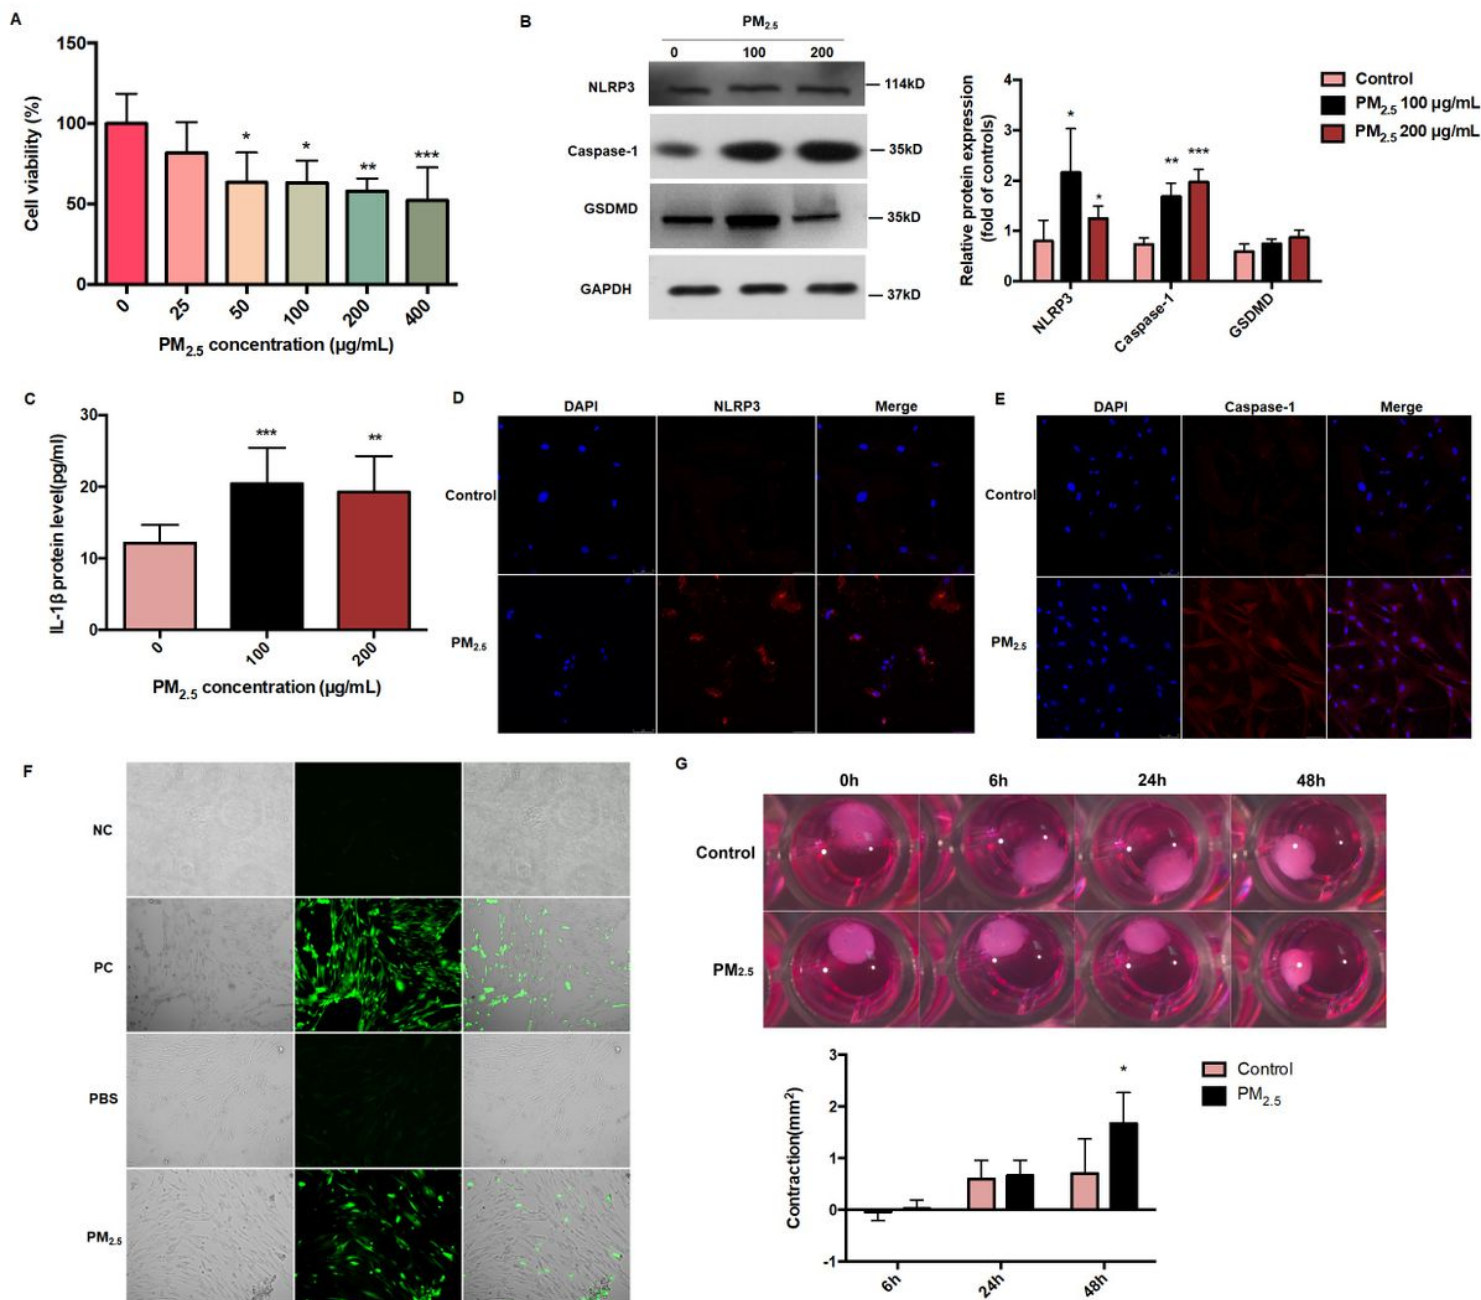 A
150
100
50
0
Cell viability (%)
*
*
**
***
0
25
50
100
200
400
PM2.5 concentration (µg/mL)
B
PM2.5
0
100
200
NLRP3
114kD
Caspase-1
35kD
GSDMD
35kD
GAPDH
37kD
4
3
2
1
0
Relative protein expression
(fold of controls)
*
*
**
***
NLRP3
Caspase-1
GSDMD
Control
PM2.5 100 µg/mL
PM2.5 200 µg/mL
C
30
20
10
0
IL-1β protein level(pg/ml)
***
**
0
100
200
PM2.5 concentration (µg/mL)
D
DAPI
NLRP3
Merge
Control
PM2.5
E
DAPI
Caspase-1
Merge
Control
PM2.5
F
NC
PC
PBS
PM2.5
G
0h
6h
24h
48h
Control
PM2.5
3
2
1
0
-1
Contraction(mm2)
*
6h
24h
48h
Control
PM2.5